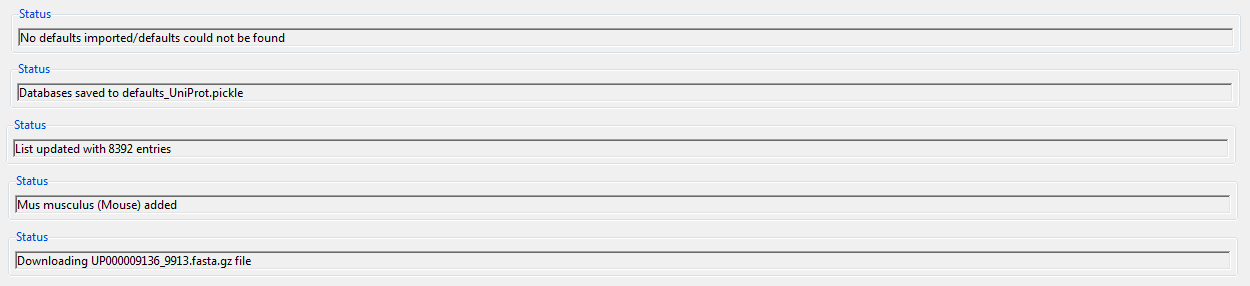 Status
No defaults imported/defaults could not be found
Status
Databases saved to defaults_UniProt.pickle
Status
List updated with 8392 entries
Status
Mus musculus (Mouse) added
Status
Downloading UP000009136_9913.fasta.gz file